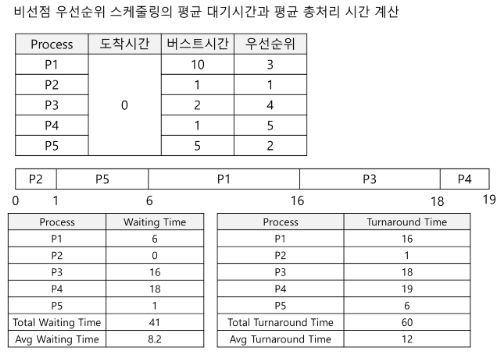 비선점 우선순위 스케줄링의 평균 대기시간과 평균 총처리 시간 계산
Process 도착시간 버스트시간 우선순위
P1 10 3
P2 1 1
P3 0 2 4
P4 1 5
P5 5 2
P2 P5 P1 P3 P4
0 1 6 16 18 19
Process Waiting Time
P1 6
P2 0
P3 16
P4 18
P5 1
Total Waiting Time 41
Avg Waiting Time 8.2
Process Turnaround Time
P1 16
P2 1
P3 18
P4 19
P5 6
Total Turnaround Time 60
Avg Turnaround Time 12